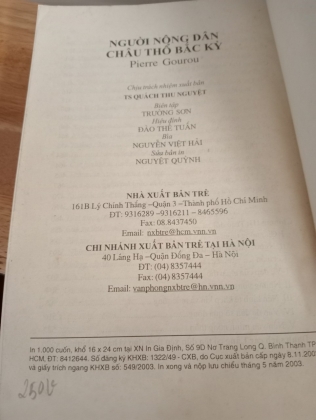 NGƯỜI NÔNG DÂN
CHÂU THỔ BẮC KỲ
Pierre Gourou
Chịu trách nhiệm xuất bản
TS QUÁCH THU NGUYỆT
Biên tập
TRƯỜNG SƠN
Hiệu đính
ĐÀO THẾ TUẤN
Bìa
NGUYỄN VIỆT HẢI
Sửa bản in
NGUYỆT QUỲNH
NHÀ XUẤT BẢN TRẺ
161B Lý Chính Thắng –Quận 3 –Thành phố Hồ Chí Minh
ĐT: 9316289 –9316211 – 8465596
Fax: 08.8437450
Email: nxbtre@hcm.vnn.vn
CHI NHÁNH XUẤT BẢN TRẺ TẠI HÀ NỘI
40 Láng Hạ –Quận Đống Đa – Hà Nội
ĐT: (04) 8357444
Fax: (04) 8357444
Email: vanphongnxbtre@hn.vnn.vn
In 1.000 cuốn, khổ 16 x 24 cm tại XN In Gia Định, Số 9D Nơ Trang Long Q. Bình Thạnh TP
HCM, ĐT: 8412644. Số đăng ký KHXB: 1322/49 - CXB, do Cục xuất bản cấp ngày 6.11.200
và giấy trích ngang KHXB số: 549/2003. In xong và nộp lưu chiểu tháng 5 năm 2003.